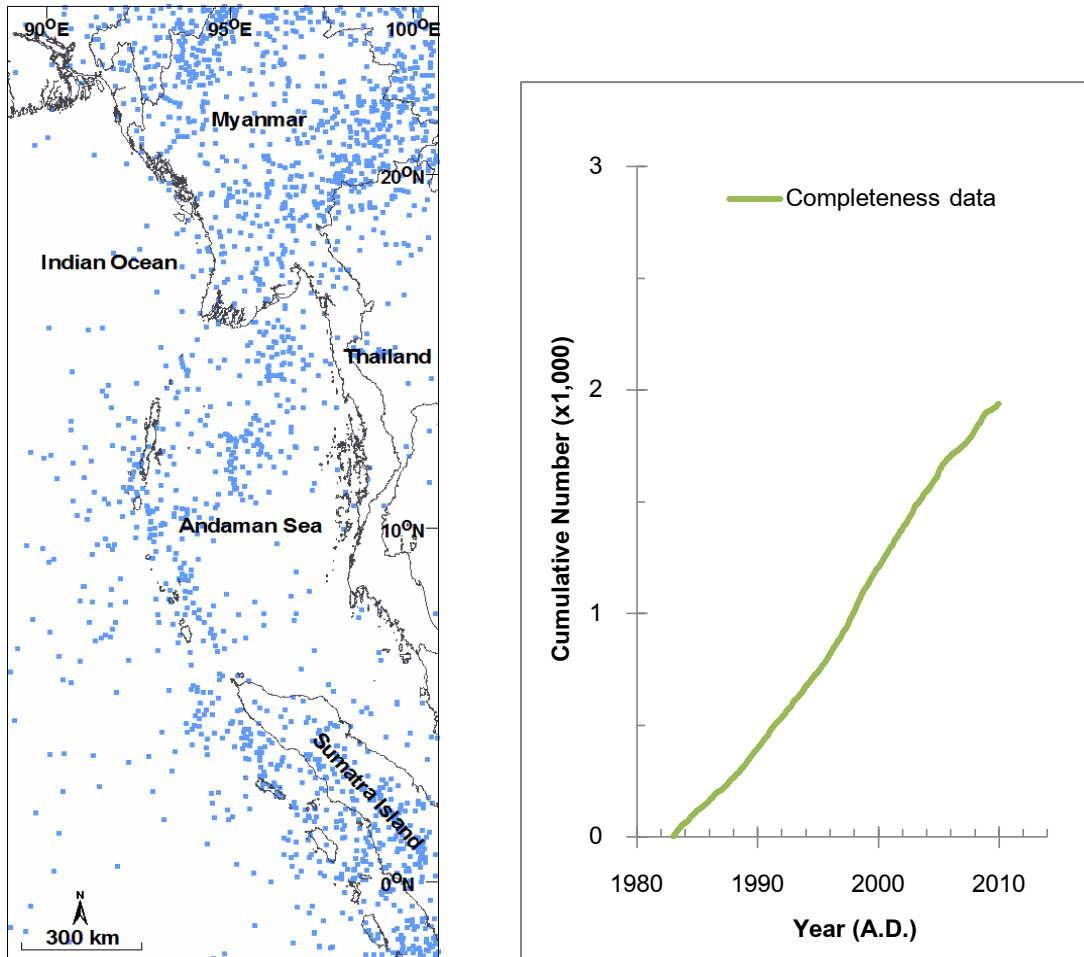 90°E 95°E 100°E
Myanmar
20°N
Indian Ocean
Thailand
Andaman Sea
10°N
Sumatra Island
0°N
N
300 km
3
Completeness data
2
1
0
1980 1990 2000 2010
Cumulative Number (x1,000)
Year (A.D.)